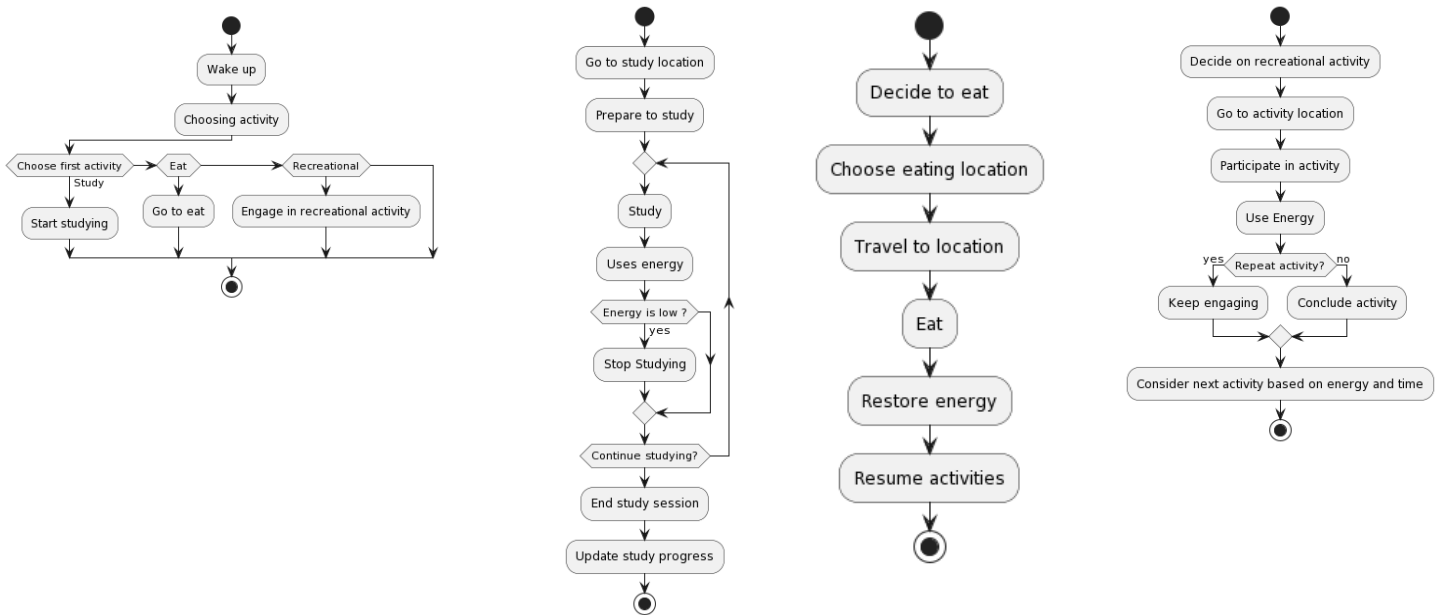 Wake up
Choosing activity
Choose first activity
Eat
Recreational
Study
Start studying
Go to eat
Engage in recreational activity
Go to study location
Prepare to study
Study
Uses energy
Energy is low ?
yes
Stop Studying
Continue studying?
End study session
Update study progress
Decide to eat
Choose eating location
Travel to location
Eat
Restore energy
Resume activities
Decide on recreational activity
Go to activity location
Participate in activity
Use Energy
yes
Repeat activity?
no
Keep engaging
Conclude activity
Consider next activity based on energy and time